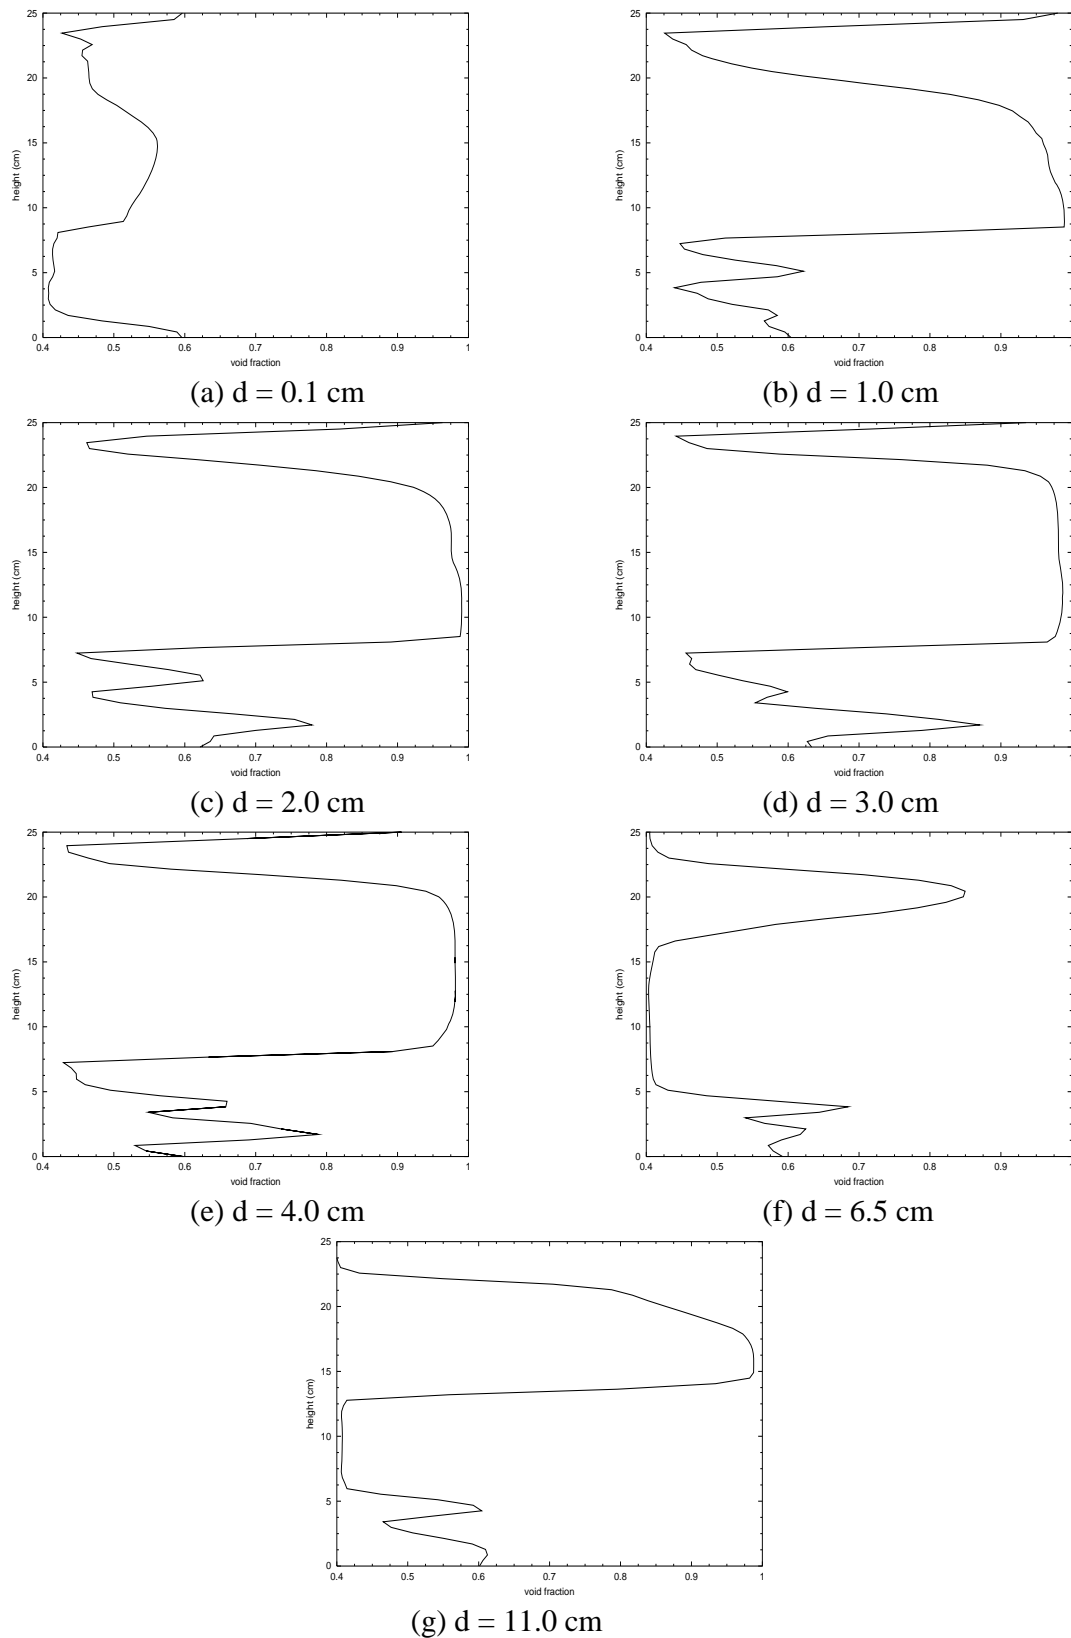 25
20
15
10
5
0
height (cm)
0.4 0.5 0.6 0.7 0.8 0.9 1
void fraction
(a) d = 0.1 cm
25
20
15
10
5
0
height (cm)
0.4 0.5 0.6 0.7 0.8 0.9 1
void fraction
(b) d = 1.0 cm
25
20
15
10
5
0
height (cm)
0.4 0.5 0.6 0.7 0.8 0.9 1
void fraction
(c) d = 2.0 cm
25
20
15
10
5
0
height (cm)
0.4 0.5 0.6 0.7 0.8 0.9 1
void fraction
(d) d = 3.0 cm
25
20
15
10
5
0
height (cm)
0.4 0.5 0.6 0.7 0.8 0.9 1
void fraction
(e) d = 4.0 cm
25
20
15
10
5
0
height (cm)
0.4 0.5 0.6 0.7 0.8 0.9 1
void fraction
(f) d = 6.5 cm
25
20
15
10
5
0
height (cm)
0.4 0.5 0.6 0.7 0.8 0.9 1
void fraction
(g) d = 11.0 cm